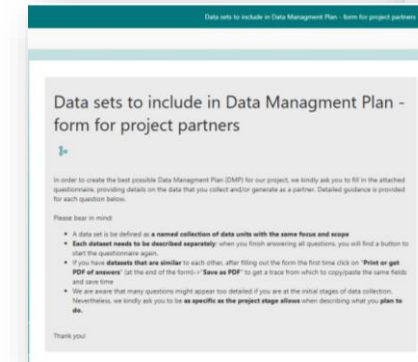 Data sets to include in Data Managment Plan - form for project partners
Data sets to include in Data Managment Plan -
form for project partners
In order to create the best possible Data Managment Plan (DMP) for our project, we kindly ask you to fill in the attached
questionnaire, providing details on the data that you collect and/or generate as a partner. Detailed guidance is provided
for each question below.
Please bear in mind:
• A data set is be defined as a named collection of data units with the same focus and scope
• Each dataset needs to be described separately: when you finish answering all questions, you will find a button to
start the questionnaire again.
• If you have datasets that are similar to each other, after filling out the form the first time click on "Print or get
PDF of answers" (at the end of the form)->"Save as PDF" to get a trace from which to copy/paste the same fields
and save time
• We are aware that many questions might appear too detailed if you are at the initial stages of data collection.
Nevertheless, we kindly ask you to be as specific as the project stage allows when describing what you plan to
do.
Thank you!